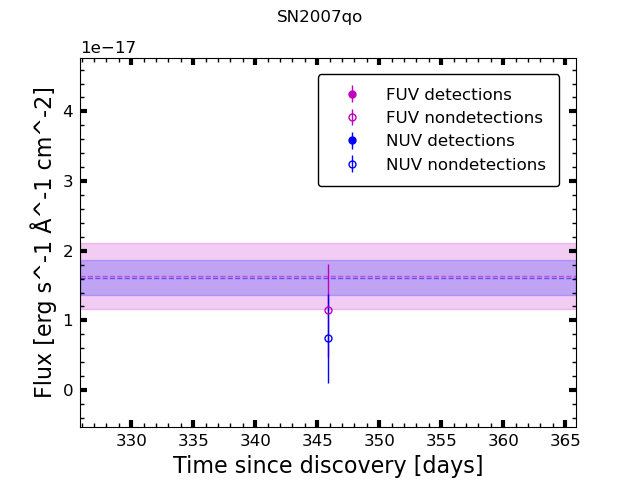 SN2007qo
1e−17
FUV detections
FUV nondetections
NUV detections
NUV nondetections
4
3
2
1
0
Flux [erg s^-1 Å^-1 cm^-2]
330 335 340 345 350 355 360 365
Time since discovery [days]